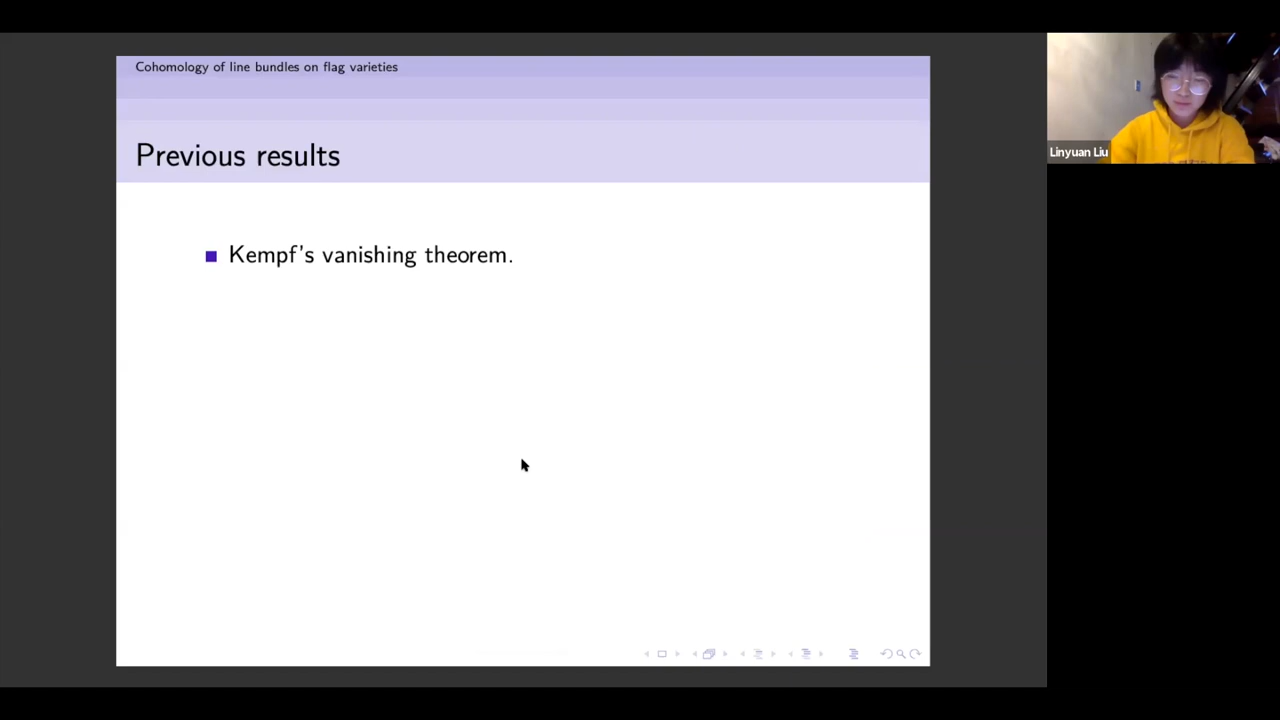 Cohomology of line bundles on flag varieties
Previous results
Kempf's vanishing theorem.
Linyuan Liu